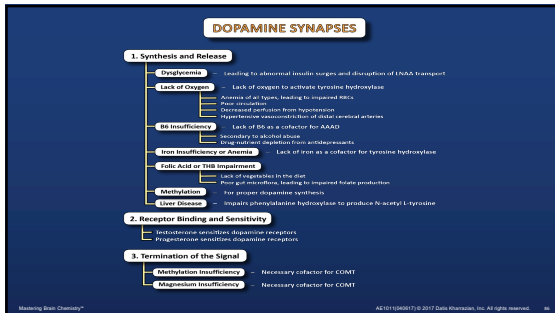 DOPAMINE SYNAPSES
1. Synthesis and Release
Dysglycemia – Leading to abnormal insulin surges and disruption of LNAA transport
Lack of Oxygen – Lack of oxygen to activate tyrosine hydroxylase
Anemia of all types, leading to impaired RBCs
Poor circulation
Decreased perfusion from hypotension
Hypertensive vasoconstriction of distal cerebral arteries
B6 Insufficiency – Lack of B6 as a cofactor for AAAD
Secondary to alcohol abuse
Drug-nutrient depletion from antidepressants
Iron Insufficiency or Anemia – Lack of iron as a cofactor for tyrosine hydroxylase
Folic Acid or THB Impairment
Lack of vegetables in the diet
Poor gut microflora, leading to impaired folate production
Methylation – For proper dopamine synthesis
Liver Disease – Impairs phenylalanine hydroxylase to produce N-acetyl L-tyrosine
2. Receptor Binding and Sensitivity
Testosterone sensitizes dopamine receptors
Progesterone sensitizes dopamine receptors
3. Termination of the Signal
Methylation Insufficiency – Necessary cofactor for COMT
Magnesium Insufficiency – Necessary cofactor for COMT
Mastering Brain Chemistry™ AE1011(040617) © 2017 Datis Kharrazian, Inc. All rights reserved.